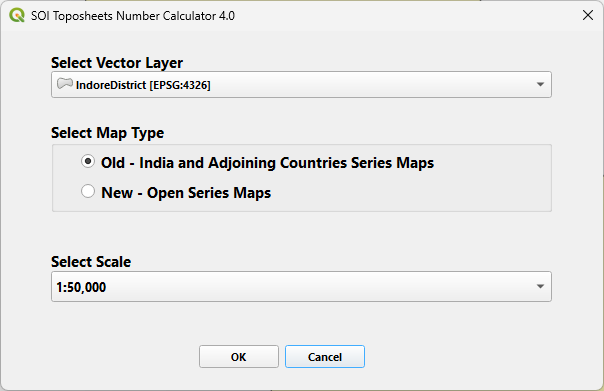 SOI Toposheets Number Calculator 4.0
Select Vector Layer
IndoreDistrict [EPSG:4326]
Select Map Type
Old - India and Adjoining Countries Series Maps
New - Open Series Maps
Select Scale
1:50,000
OK
Cancel